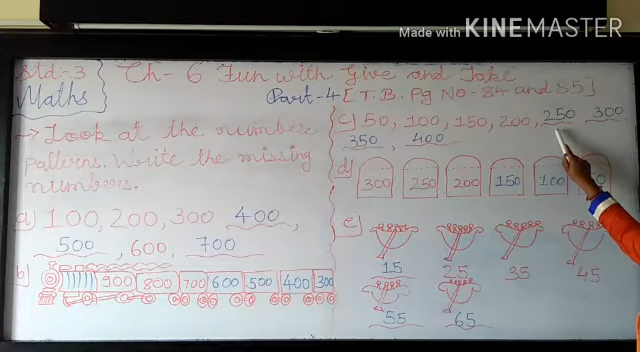 Made with KINEMASTER
Std:-3
Maths
Ch- 6 Fun with Give and Take
Part-4 [T.B. Pg No-84 and 85]
→ Look at the number
patterns. Write the missing
numbers.
a) 100, 200, 300 400,
500, 600, 700
b) 900 800 700 600 500 400 300
c) 50, 100, 150, 200, 250 300
350, 400
d) 300 250 200 150 100
e) 15 25 35 45
55 65